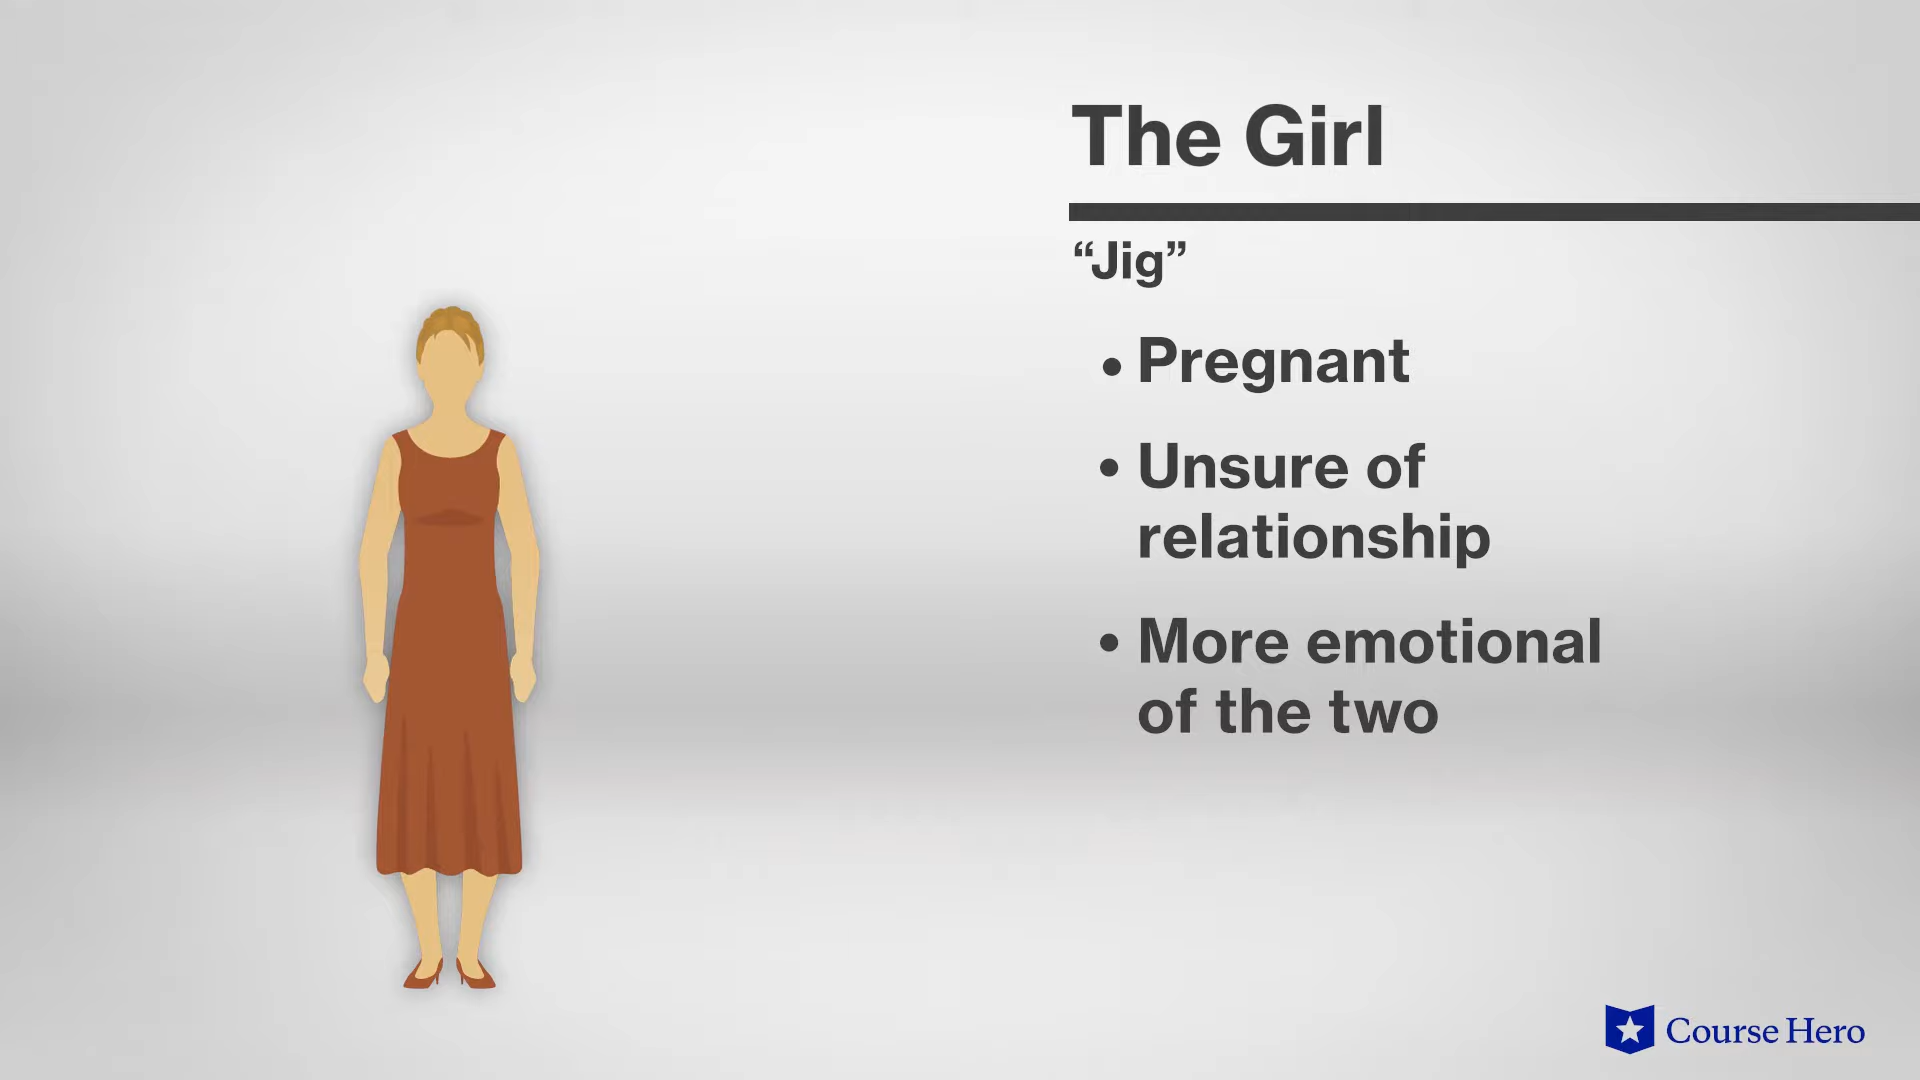 The Girl
“Jig”
• Pregnant
• Unsure of
relationship
• More emotional
of the two
Course Hero